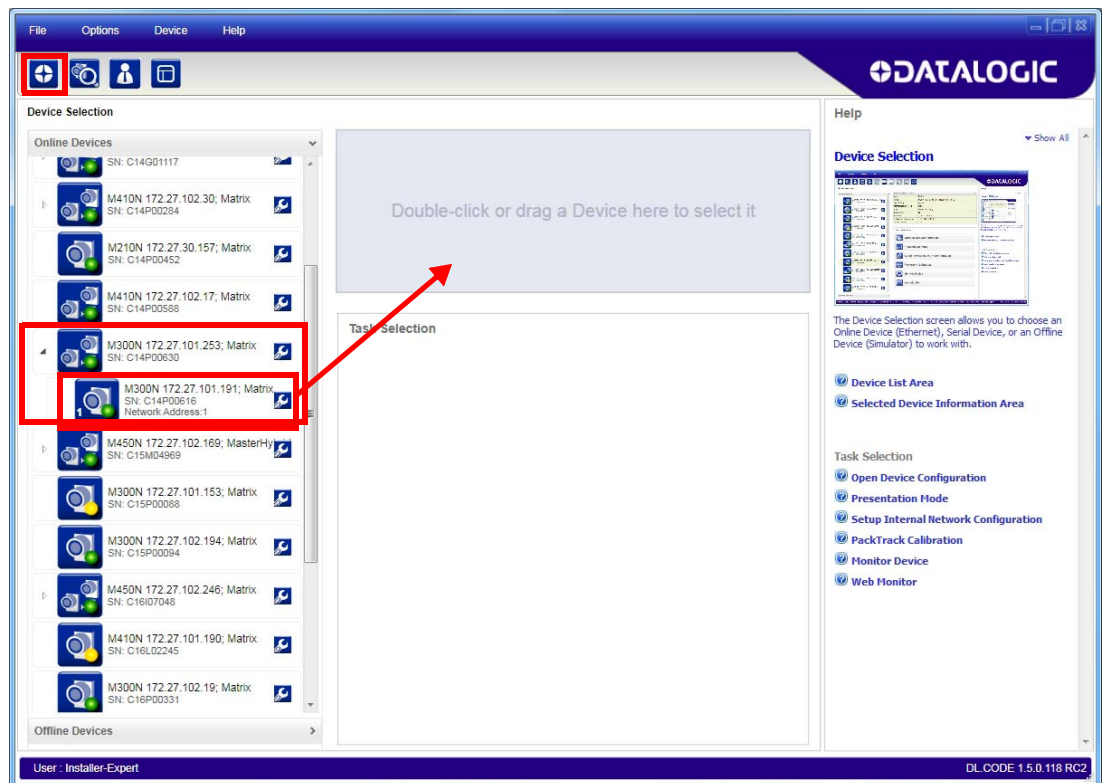 File Options Device Help
DATALOGIC
Device Selection
Online Devices
SN: C14G01117
M410N 172.27.102.30; Matrix
SN: C14P00284
M210N 172.27.30.157; Matrix
SN: C14P00452
M410N 172.27.102.17; Matrix
SN: C14P00588
M300N 172.27.101.253; Matrix
SN: C14P00630
M300N 172.27.101.191; Matrix
SN: C14P00616
Network Address:1
1
M450N 172.27.102.169; MasterHy
SN: C15M04969
M300N 172.27.101.153; Matrix
SN: C15P00088
M300N 172.27.102.194; Matrix
SN: C15P00094
M450N 172.27.102.246; Matrix
SN: C16I07048
M410N 172.27.101.190; Matrix
SN: C16L02245
M300N 172.27.102.19; Matrix
SN: C16P00331
Offline Devices
Double-click or drag a Device here to select it
Task Selection
Help
Show All
Device Selection
DATALOGIC
The Device Selection screen allows you to choose an
Online Device (Ethernet), Serial Device, or an Offline
Device (Simulator) to work with.
Device List Area
Selected Device Information Area
Task Selection
Open Device Configuration
Presentation Mode
Setup Internal Network Configuration
PackTrack Calibration
Monitor Device
Web Monitor
User : Installer-Expert
DL.CODE 1.5.0.118 RC2